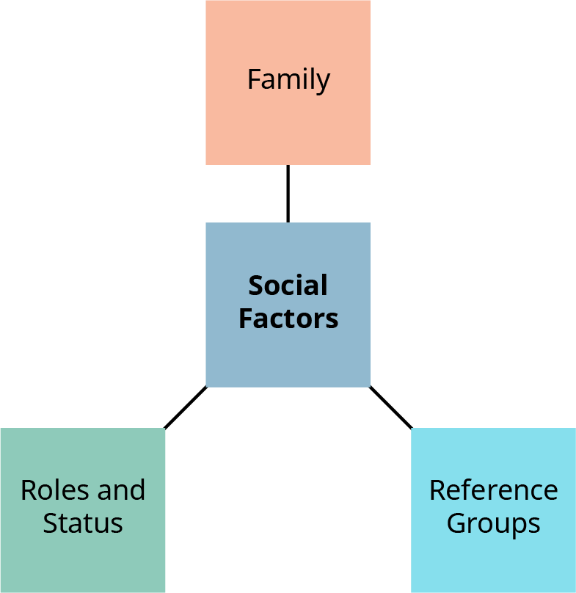 Family
Social
Factors
Roles and
Status
Reference
Groups